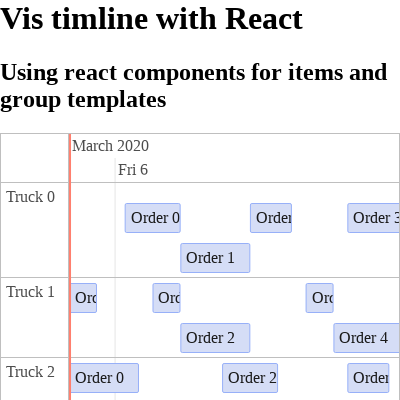 Vis timline with React
Using react components for items and
group templates
March 2020
Fri 6
Truck 0
Order 0
Order
Order 3
Order 1
Truck 1
Ord
Ord
Ord
Order 2
Order 4
Truck 2
Order 0
Order 2
Order